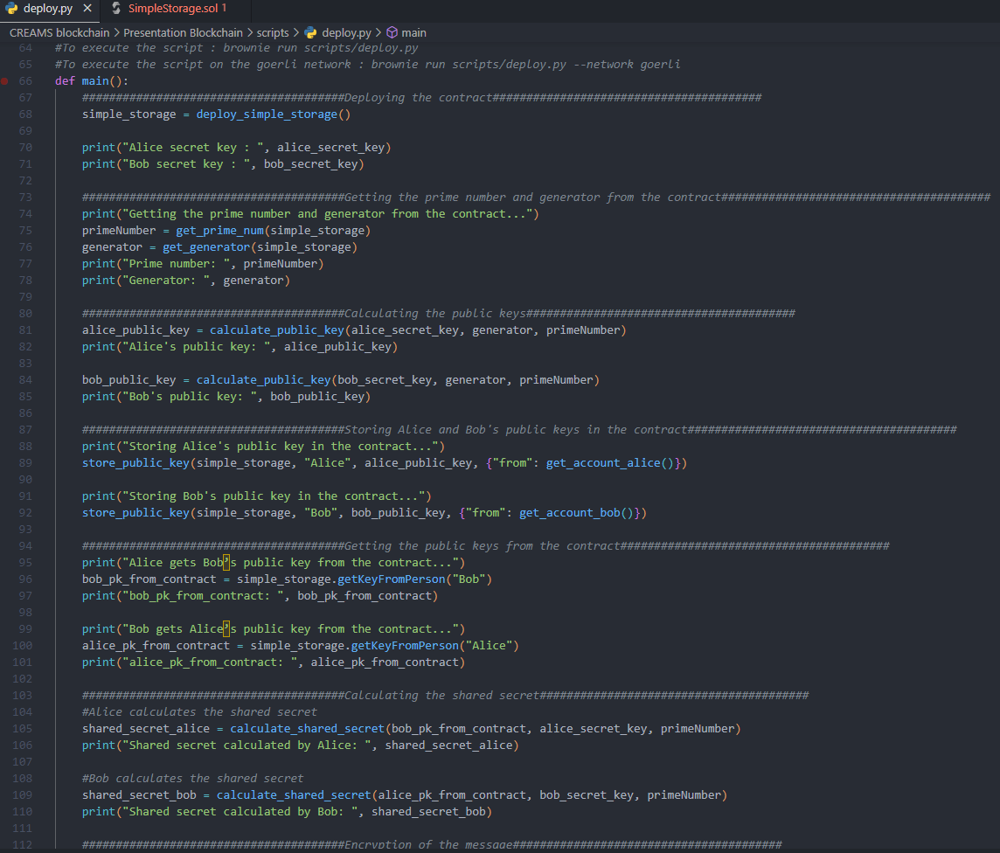 deploy.py × SimpleStorage.sol 1
CREAMS blockchain > Presentation Blockchain > scripts > deploy.py > main
64 #To execute the script : brownie run scripts/deploy.py
65 #To execute the script on the goerli network : brownie run scripts/deploy.py --network goerli
66 def main():
67 #######################################Deploying the contract########################################
68 simple_storage = deploy_simple_storage()
69
70 print("Alice secret key : ", alice_secret_key)
71 print("Bob secret key : ", bob_secret_key)
72
73 #######################################Getting the prime number and generator from the contract########################################
74 print("Getting the prime number and generator from the contract...")
75 primeNumber = get_prime_num(simple_storage)
76 generator = get_generator(simple_storage)
77 print("Prime number: ", primeNumber)
78 print("Generator: ", generator)
79
80 #######################################Calculating the public keys########################################
81 alice_public_key = calculate_public_key(alice_secret_key, generator, primeNumber)
82 print("Alice's public key: ", alice_public_key)
83
84 bob_public_key = calculate_public_key(bob_secret_key, generator, primeNumber)
85 print("Bob's public key: ", bob_public_key)
86
87 #######################################Storing Alice and Bob's public keys in the contract########################################
88 print("Storing Alice's public key in the contract...")
89 store_public_key(simple_storage, "Alice", alice_public_key, {"from": get_account_alice()})
90
91 print("Storing Bob's public key in the contract...")
92 store_public_key(simple_storage, "Bob", bob_public_key, {"from": get_account_bob()})
93
94 #######################################Getting the public keys from the contract########################################
95 print("Alice gets Bob’s public key from the contract...")
96 bob_pk_from_contract = simple_storage.getKeyFromPerson("Bob")
97 print("bob_pk_from_contract: ", bob_pk_from_contract)
98
99 print("Bob gets Alice’s public key from the contract...")
100 alice_pk_from_contract = simple_storage.getKeyFromPerson("Alice")
101 print("alice_pk_from_contract: ", alice_pk_from_contract)
102
103 #######################################Calculating the shared secret########################################
104 #Alice calculates the shared secret
105 shared_secret_alice = calculate_shared_secret(bob_pk_from_contract, alice_secret_key, primeNumber)
106 print("Shared secret calculated by Alice: ", shared_secret_alice)
107
108 #Bob calculates the shared secret
109 shared_secret_bob = calculate_shared_secret(alice_pk_from_contract, bob_secret_key, primeNumber)
110 print("Shared secret calculated by Bob: ", shared_secret_bob)
111
112 #######################################Encryption of the message########################################